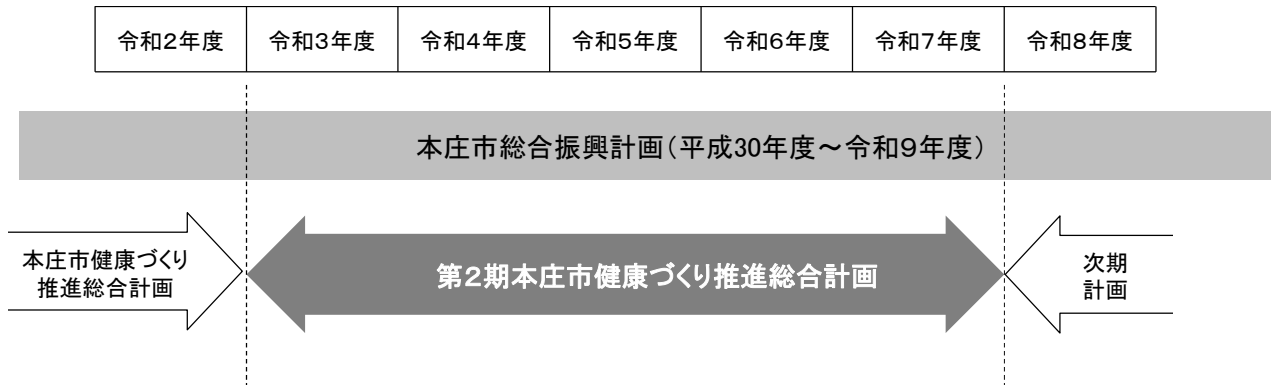 令和2年度 令和3年度 令和4年度 令和5年度 令和6年度 令和7年度 令和8年度
本庄市総合振興計画(平成30年度~令和9年度)
本庄市健康づくり
推進総合計画
第2期本庄市健康づくり推進総合計画
次期
計画